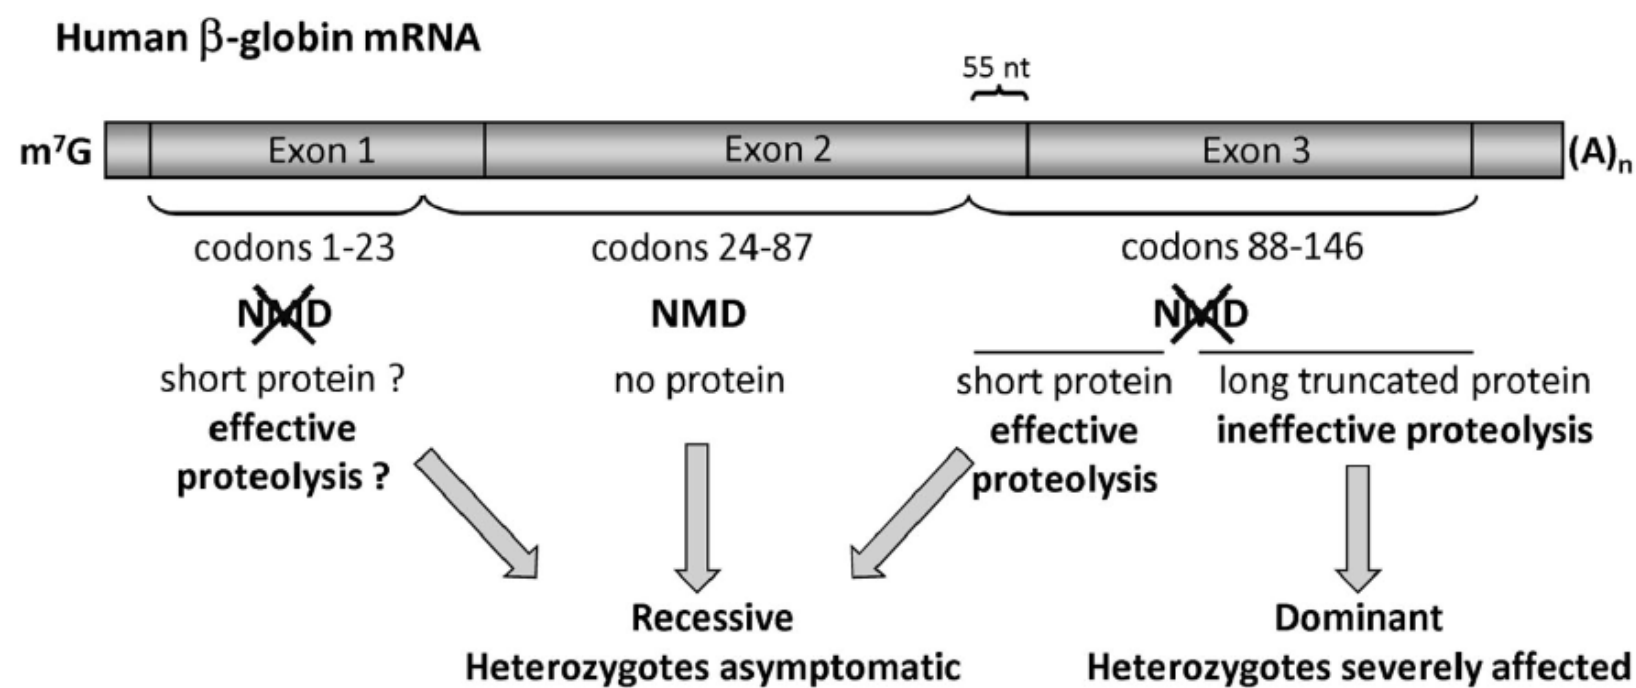 Human β-globin mRNA
55 nt
m⁷G Exon 1 Exon 2 Exon 3 (A)ₙ
codons 1-23 codons 24-87 codons 88-146
NMD NMD NMD
short protein ? no protein short protein long truncated protein
effective effective ineffective proteolysis
proteolysis ? proteolysis
Recessive Dominant
Heterozygotes asymptomatic Heterozygotes severely affected